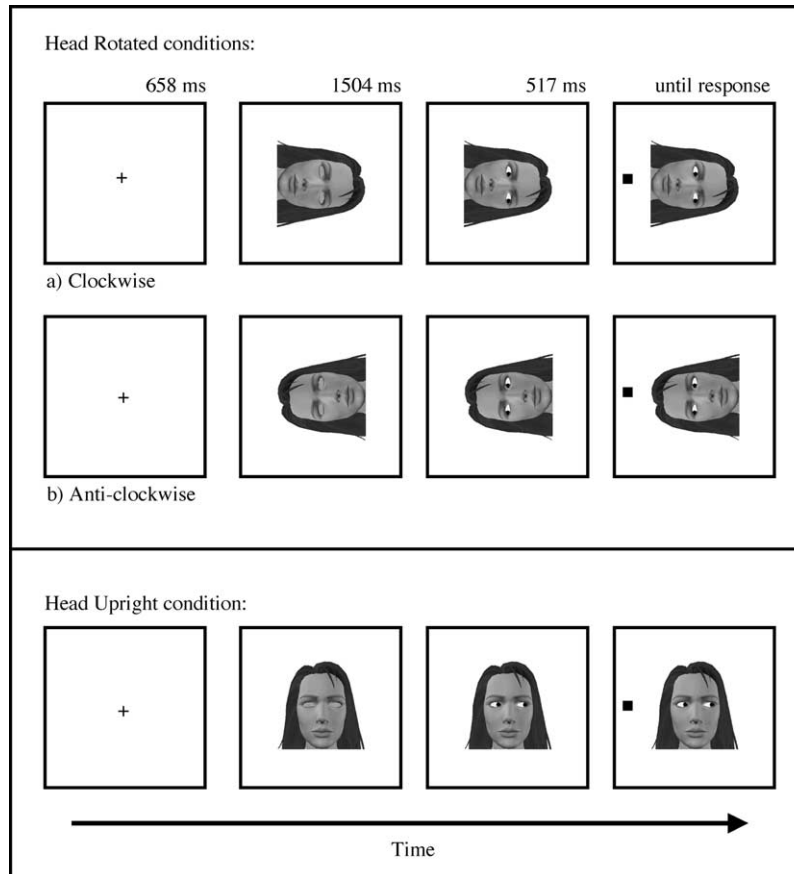 Head Rotated conditions:
658 ms 1504 ms 517 ms until response
a) Clockwise
b) Anti-clockwise
Head Upright condition:
Time